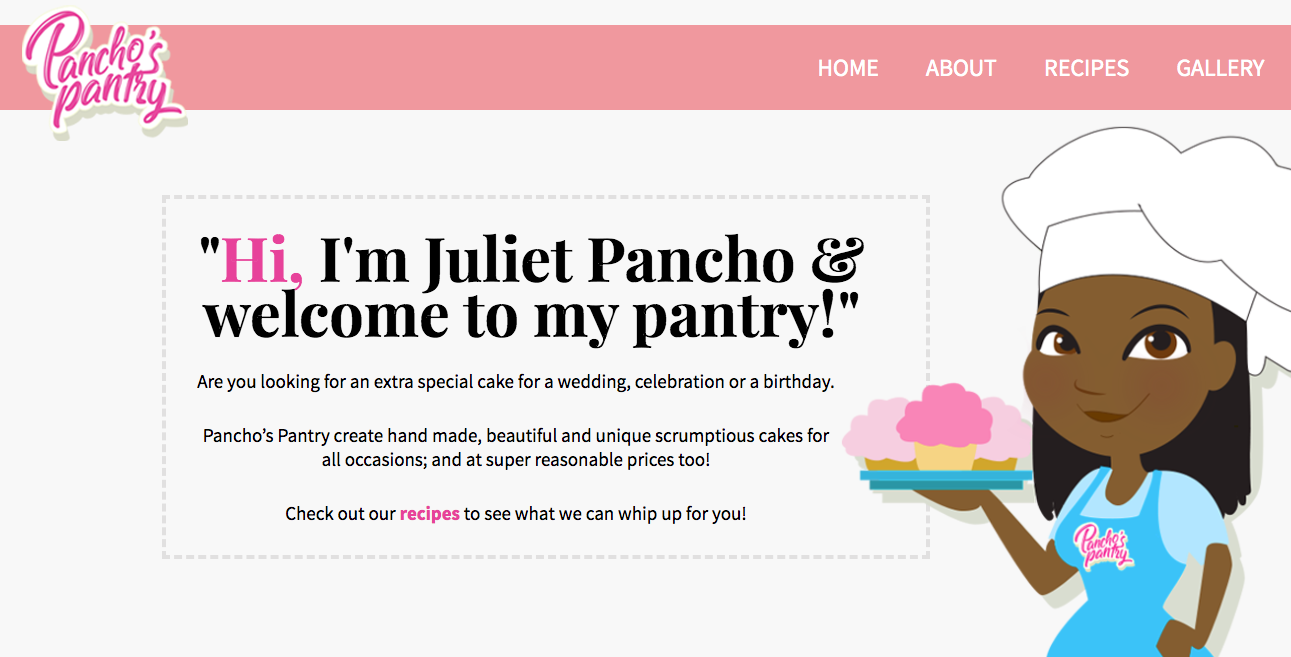 Pancho's
pantry
HOME ABOUT RECIPES GALLERY
"Hi, I'm Juliet Pancho &
welcome to my pantry!"
Are you looking for an extra special cake for a wedding, celebration or a birthday.
Pancho’s Pantry create hand made, beautiful and unique scrumptious cakes for
all occasions; and at super reasonable prices too!
Check out our recipes to see what we can whip up for you!
Pancho's
pantry